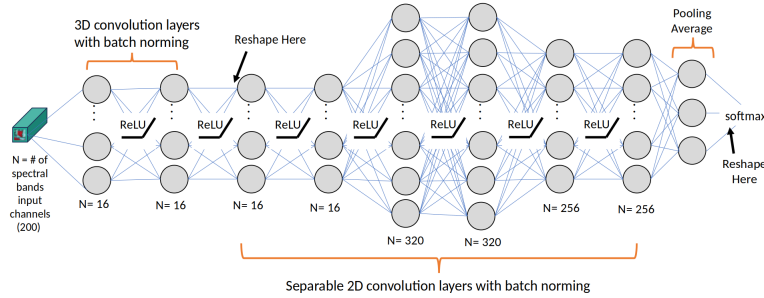 3D convolution layers
with batch norming
Reshape Here
Pooling
Average
ReLU
ReLU
ReLU
ReLU
ReLU
ReLU
ReLU
softmax
Reshape
Here
N = # of
spectral
bands
input
channels
(200)
N= 16
N= 16
N= 16
N= 16
N= 320
N= 320
N= 256
N= 256
Separable 2D convolution layers with batch norming